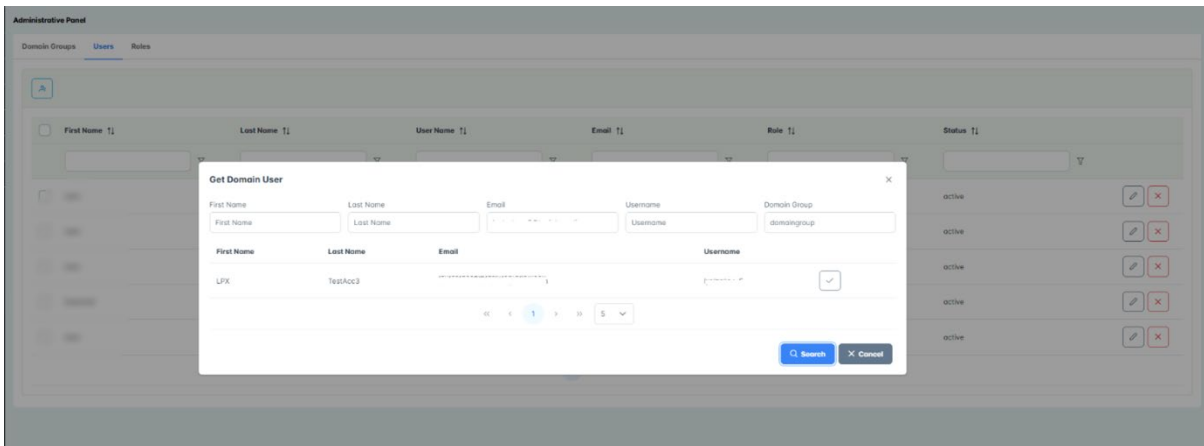 Administrative Panel
Domain Groups Users Roles
First Name Last Name User Name Email Role Status
Get Domain User
First Name Last Name Email Username Domain Group
First Name Last Name Username domaingroup
First Name Last Name Email Username
LPX TestAcc3
1 5
Search Cancel
active
active
active
active
active